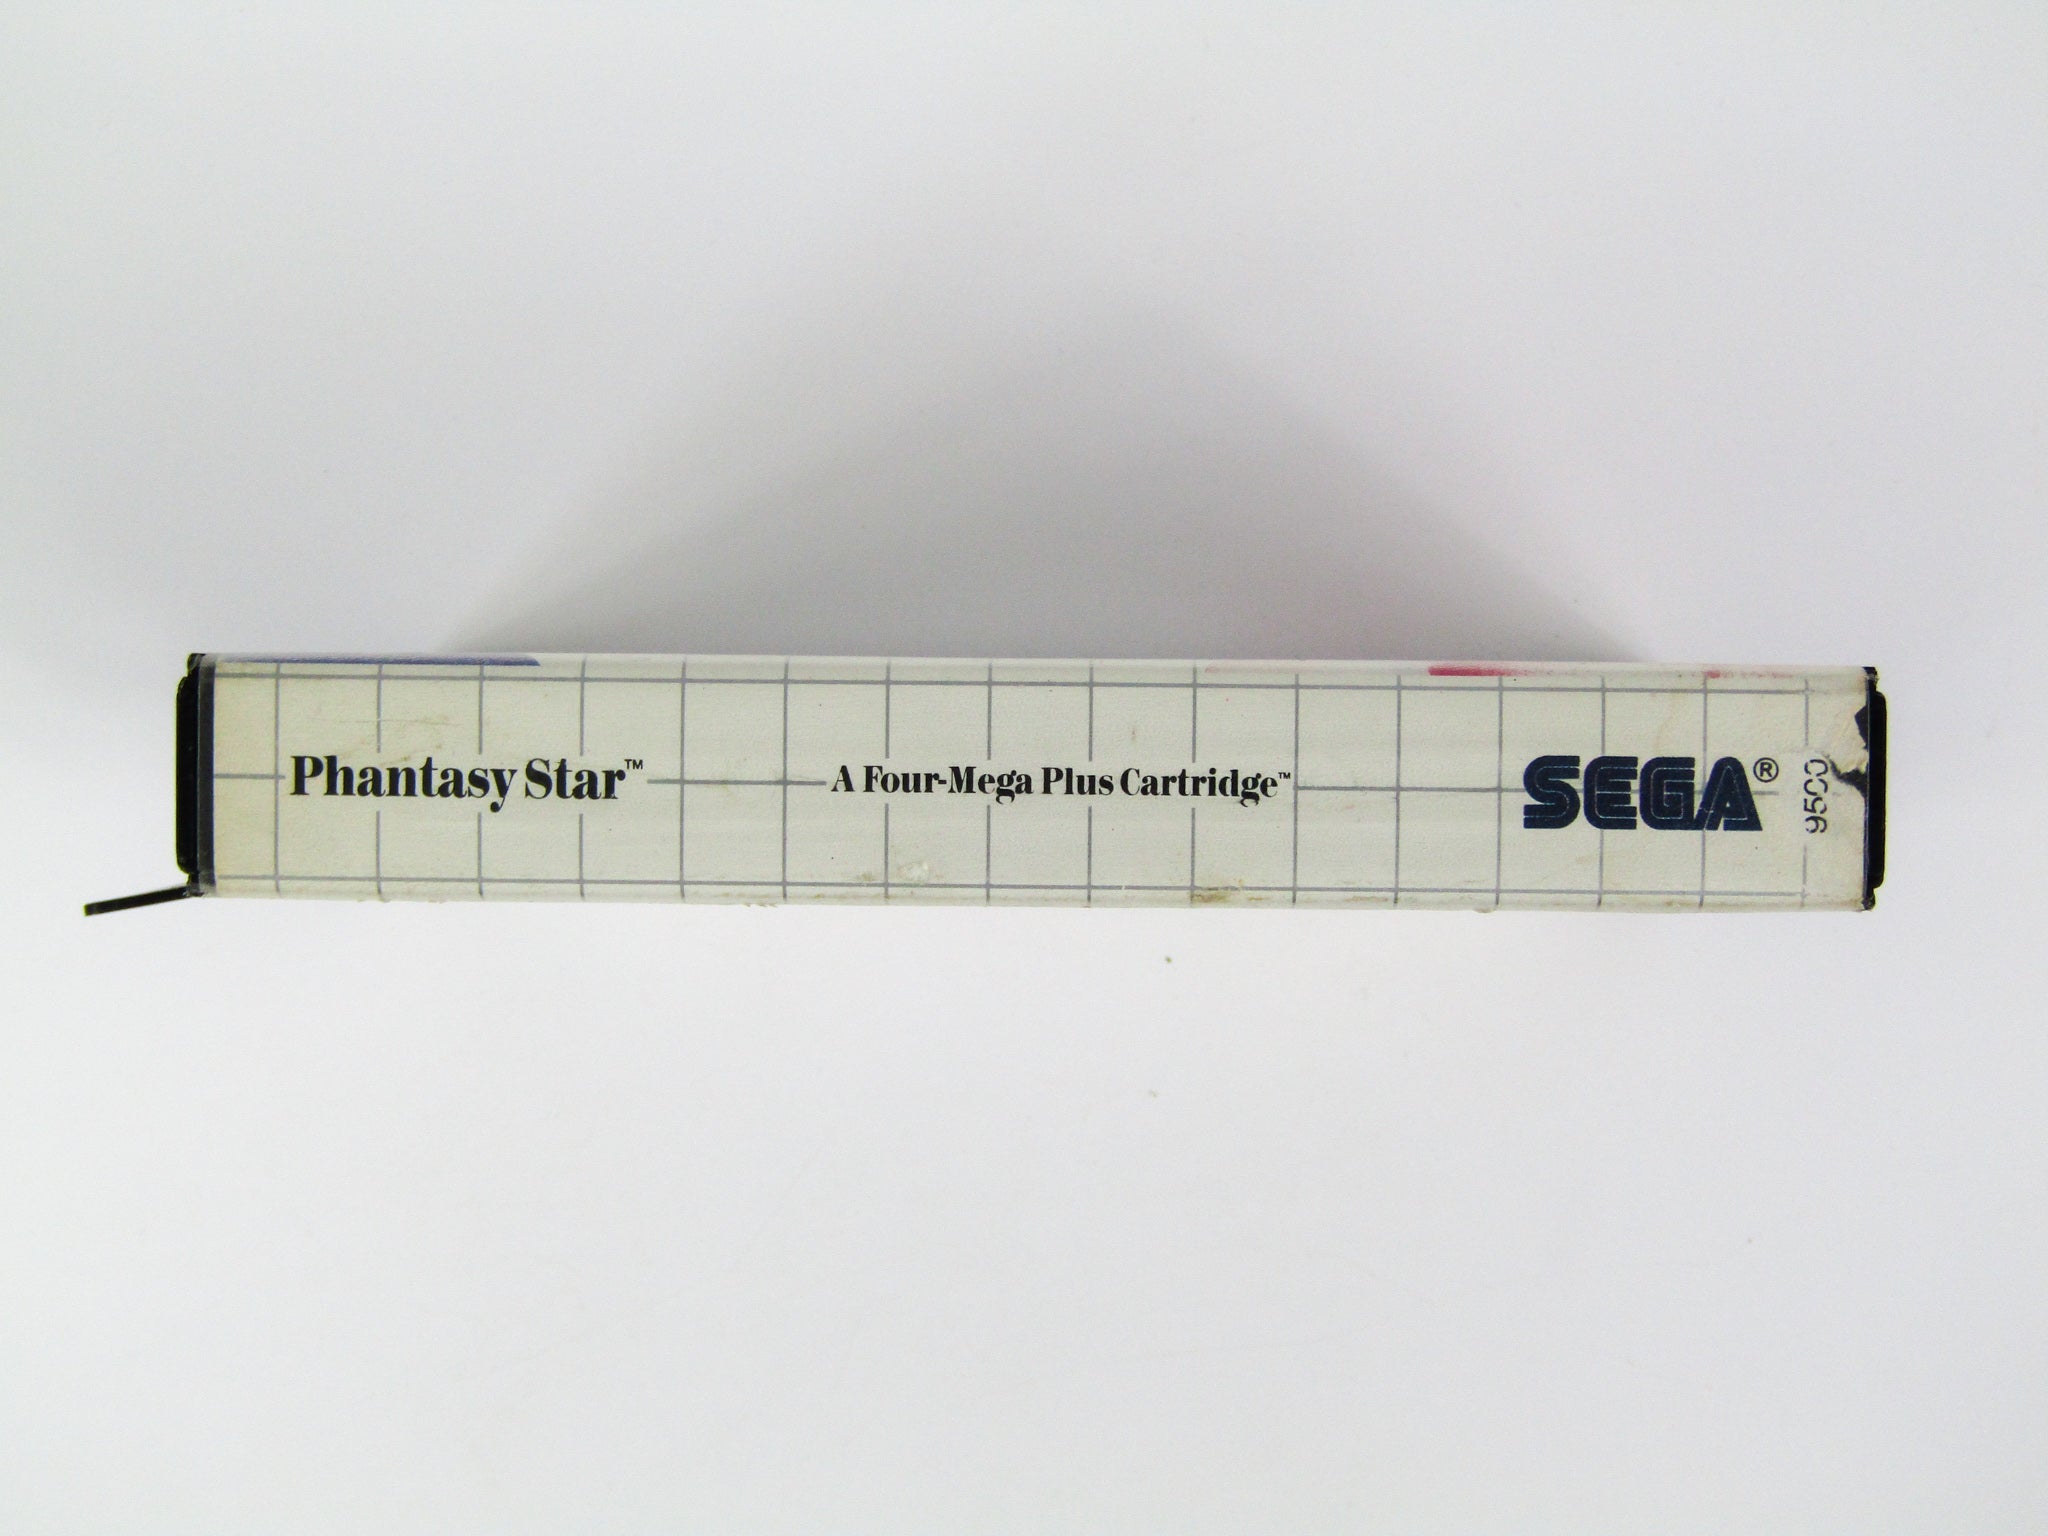 Phantasy Star™
A Four-Mega Plus Cartridge™
SEGA®
9500